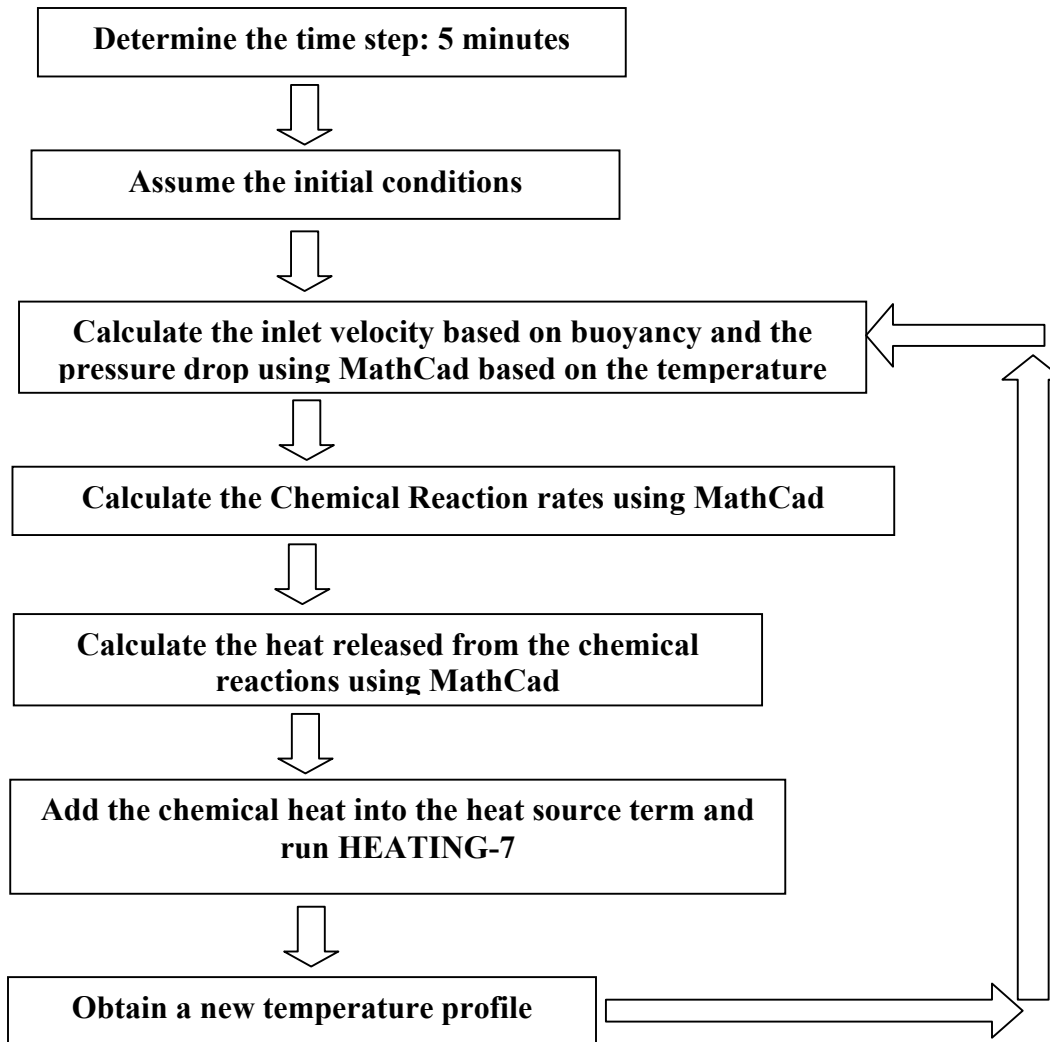 Determine the time step: 5 minutes
Assume the initial conditions
Calculate the inlet velocity based on buoyancy and the
pressure drop using MathCad based on the temperature
Calculate the Chemical Reaction rates using MathCad
Calculate the heat released from the chemical
reactions using MathCad
Add the chemical heat into the heat source term and
run HEATING-7
Obtain a new temperature profile